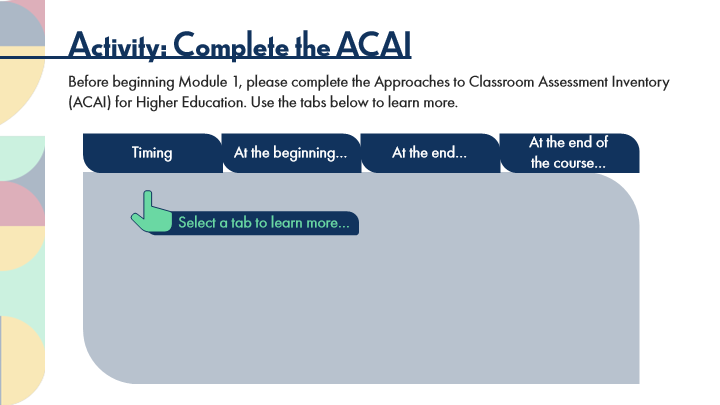 Activity: Complete the ACAI
Before beginning Module 1, please complete the Approaches to Classroom Assessment Inventory
(ACAI) for Higher Education. Use the tabs below to learn more.
Timing
At the beginning...
At the end...
At the end of
the course...
Select a tab to learn more...